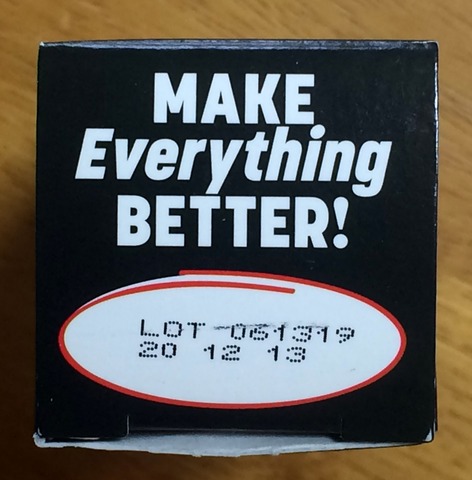 MAKE
Everything
BETTER!
LOT 061319
20 12 13